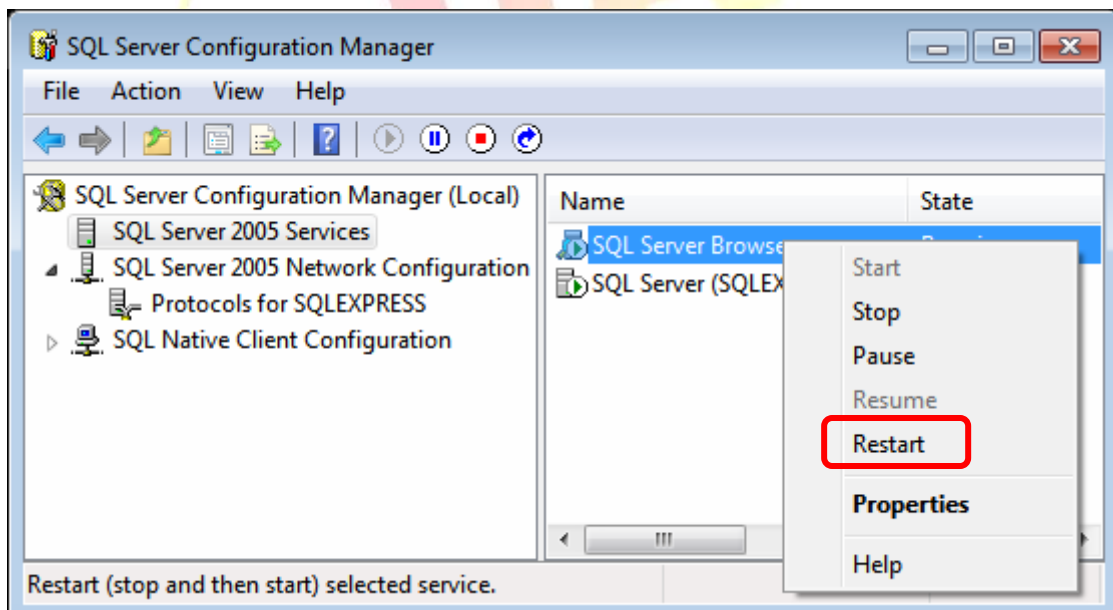 SQL Server Configuration Manager
File Action View Help
SQL Server Configuration Manager (Local)
SQL Server 2005 Services
SQL Server 2005 Network Configuration
Protocols for SQLEXPRESS
SQL Native Client Configuration
Name State
SQL Server Browse
SQL Server (SQLEX
Start
Stop
Pause
Resume
Restart
Properties
Help
Restart (stop and then start) selected service.